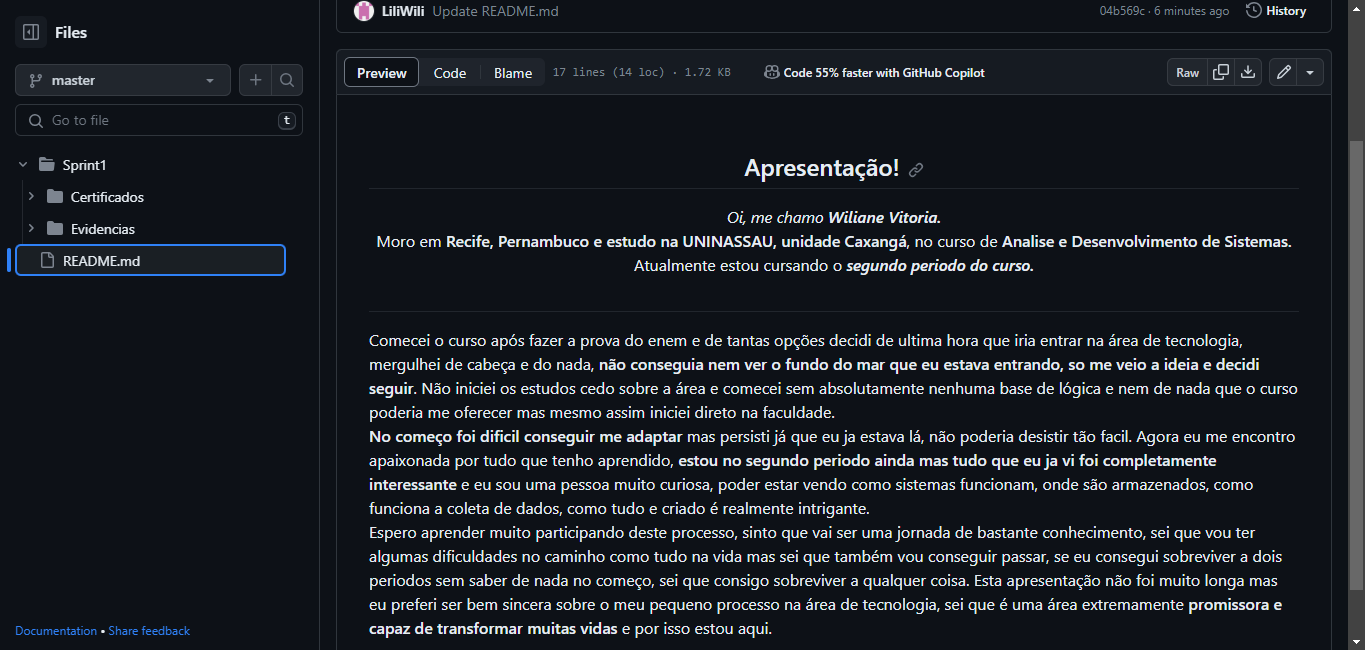 Files
LiliWili Update README.md
04b569c · 6 minutes ago History
master
Go to file t
Preview Code Blame 17 lines (14 loc) · 1.72 KB Code 55% faster with GitHub Copilot Raw
Sprint1
Certificados
Evidencias
README.md
Apresentação!
Oi, me chamo Wiliane Vitoria.
Moro em Recife, Pernambuco e estudo na UNINASSAU, unidade Caxangá, no curso de Analise e Desenvolvimento de Sistemas.
Atualmente estou cursando o segundo periodo do curso.
Comecei o curso após fazer a prova do enem e de tantas opções decidi de ultima hora que iria entrar na área de tecnologia,
mergulhei de cabeça e do nada, não conseguia nem ver o fundo do mar que eu estava entrando, so me veio a ideia e decidi
seguir. Não iniciei os estudos cedo sobre a área e comecei sem absolutamente nenhuma base de lógica e nem de nada que o curso
poderia me oferecer mas mesmo assim iniciei direto na faculdade.
No começo foi dificil conseguir me adaptar mas persisti já que eu ja estava lá, não poderia desistir tão facil. Agora eu me encontro
apaixonada por tudo que tenho aprendido, estou no segundo periodo ainda mas tudo que eu ja vi foi completamente
interessante e eu sou uma pessoa muito curiosa, poder estar vendo como sistemas funcionam, onde são armazenados, como
funciona a coleta de dados, como tudo e criado é realmente intrigante.
Espero aprender muito participando deste processo, sinto que vai ser uma jornada de bastante conhecimento, sei que vou ter
algumas dificuldades no caminho como tudo na vida mas sei que também vou conseguir passar, se eu consegui sobreviver a dois
periodos sem saber de nada no começo, sei que consigo sobreviver a qualquer coisa. Esta apresentação não foi muito longa mas
eu preferi ser bem sincera sobre o meu pequeno processo na área de tecnologia, sei que é uma área extremamente promissora e
capaz de transformar muitas vidas e por isso estou aqui.
Documentation • Share feedback